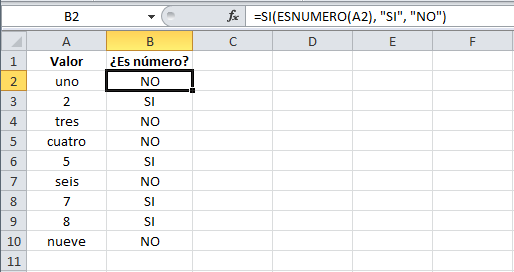 B2 fx =SI(ESNUMERO(A2), "SI", "NO")
A B C D E F
1 Valor ¿Es número?
2 uno NO
3 2 SI
4 tres NO
5 cuatro NO
6 5 SI
7 seis NO
8 7 SI
9 8 SI
10 nueve NO
11